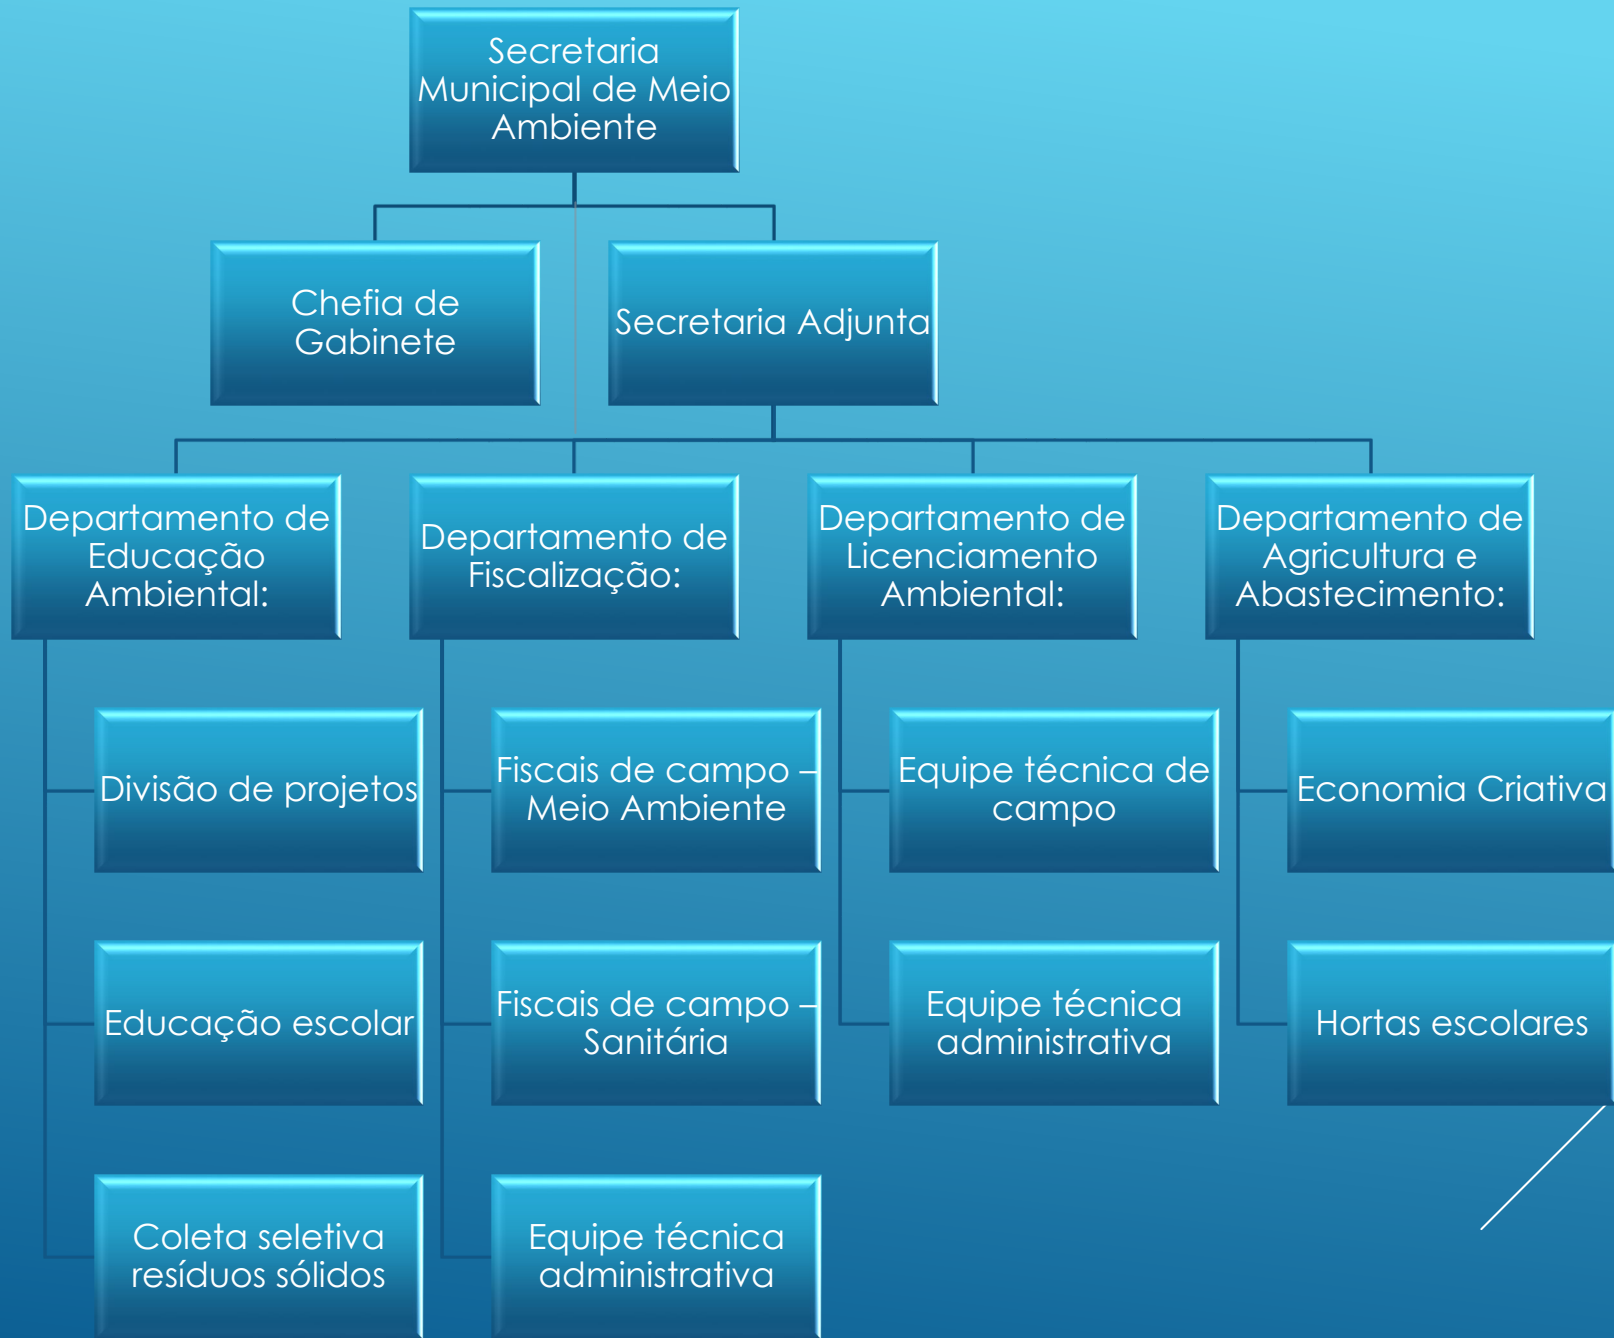 Secretaria
Municipal de Meio
Ambiente
Chefia de
Gabinete
Secretaria Adjunta
Departamento de
Educação
Ambiental:
Departamento de
Fiscalização:
Departamento de
Licenciamento
Ambiental:
Departamento de
Agricultura e
Abastecimento:
Divisão de projetos
Fiscais de campo –
Meio Ambiente
Equipe técnica de
campo
Economia Criativa
Educação escolar
Fiscais de campo –
Sanitária
Equipe técnica
administrativa
Hortas escolares
Coleta seletiva
resíduos sólidos
Equipe técnica
administrativa